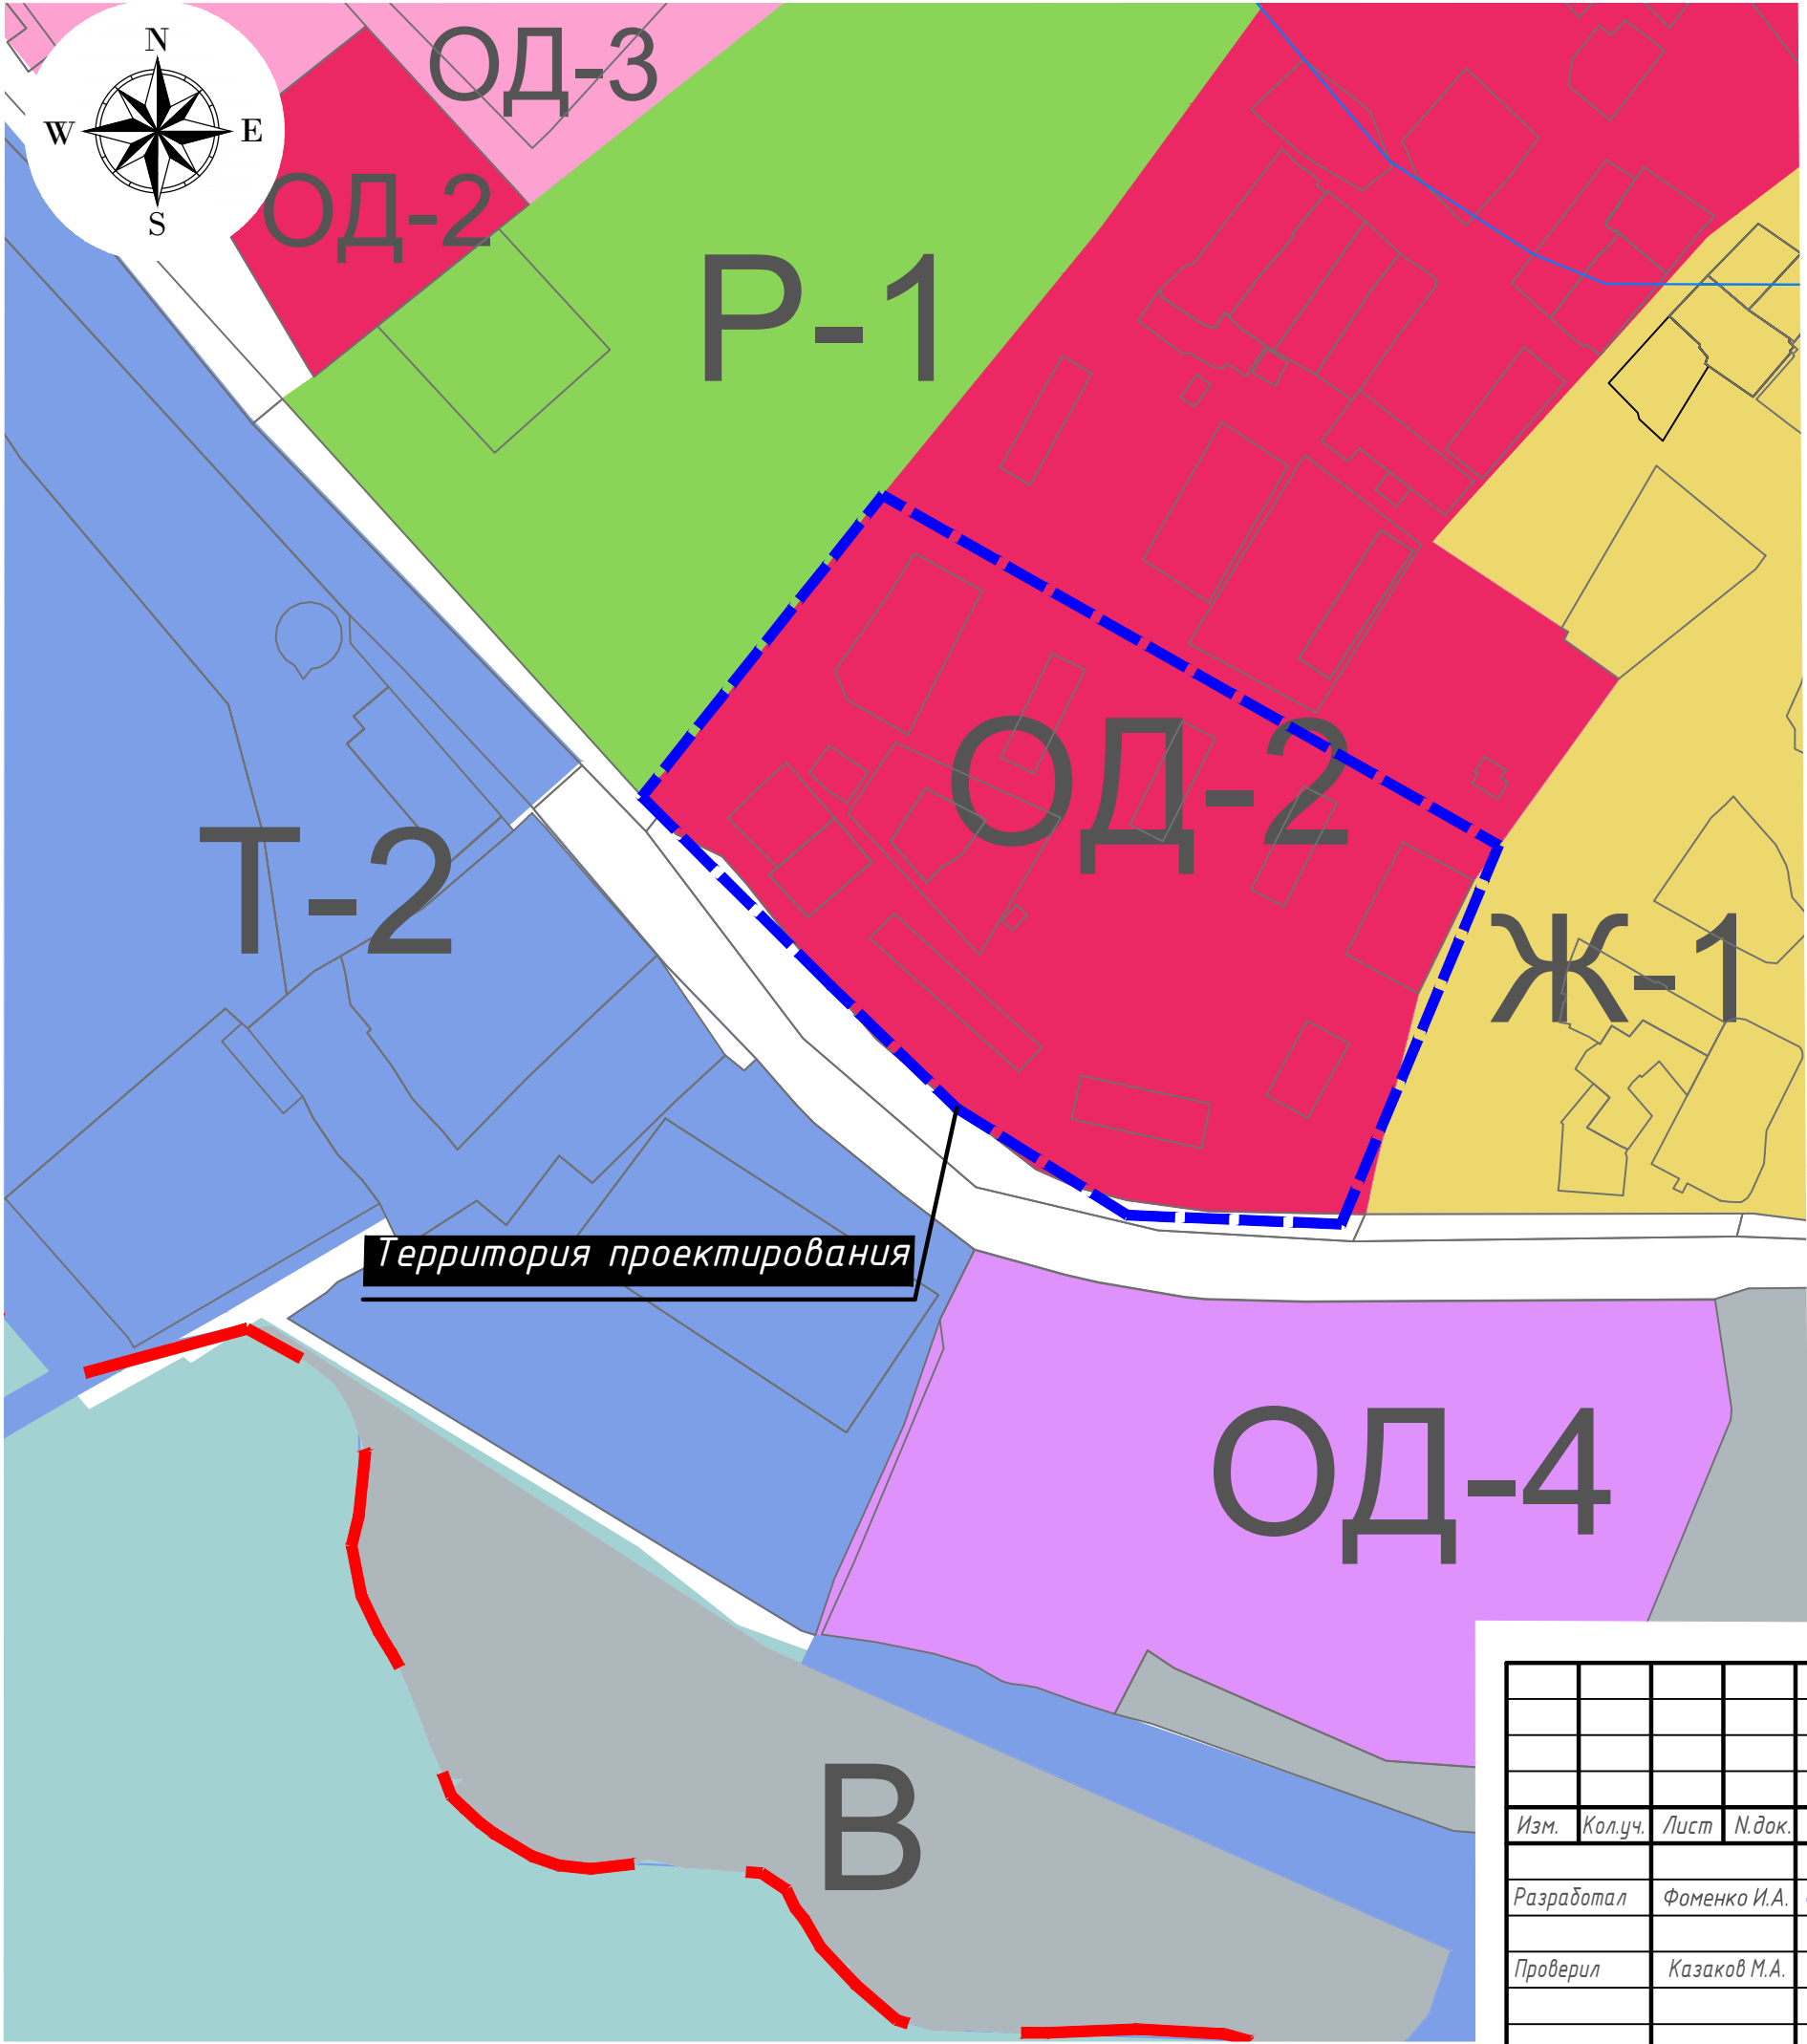 N
W E
S
ОД-3
ОД-2
Р-1
ОД-2
Т-2
Ж-1
Территория проектирования
ОД-4
В
Изм. Кол.уч. Лист N.док.
Разработал Фоменко И.А.
Проверил Казаков М.А.